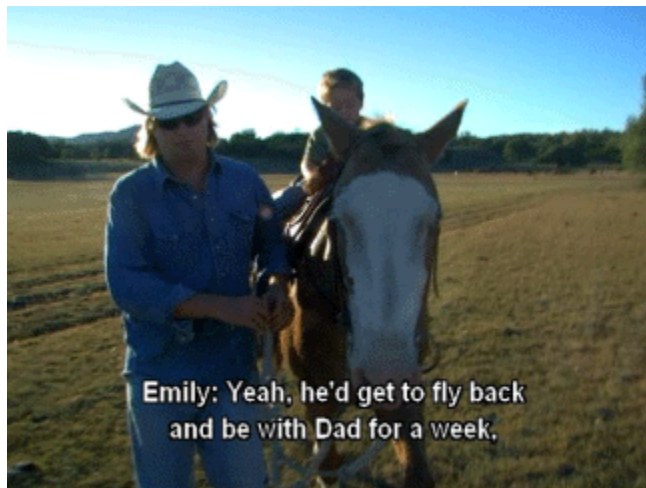 Emily: Yeah, he'd get to fly back
and be with Dad for a week,